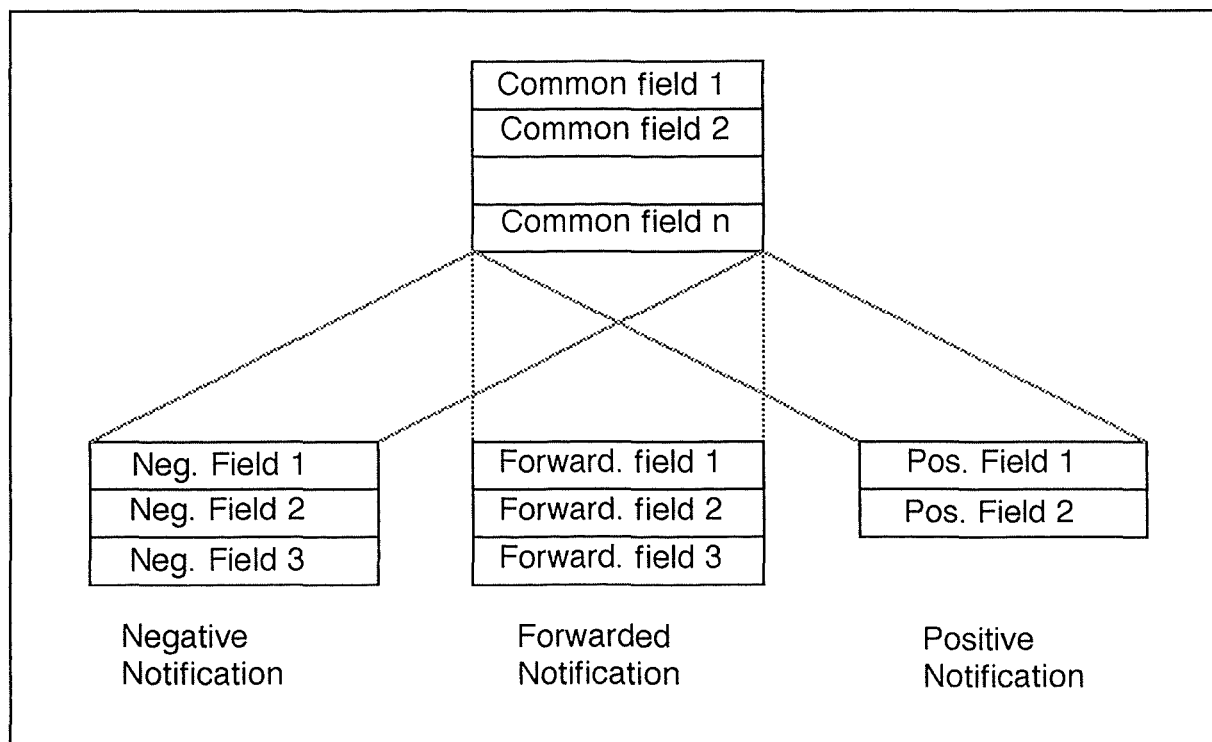 Common field 1
Common field 2
Common field n
Neg. Field 1
Neg. Field 2
Neg. Field 3
Forward. field 1
Forward. field 2
Forward. field 3
Pos. Field 1
Pos. Field 2
Negative
Notification
Forwarded
Notification
Positive
Notification